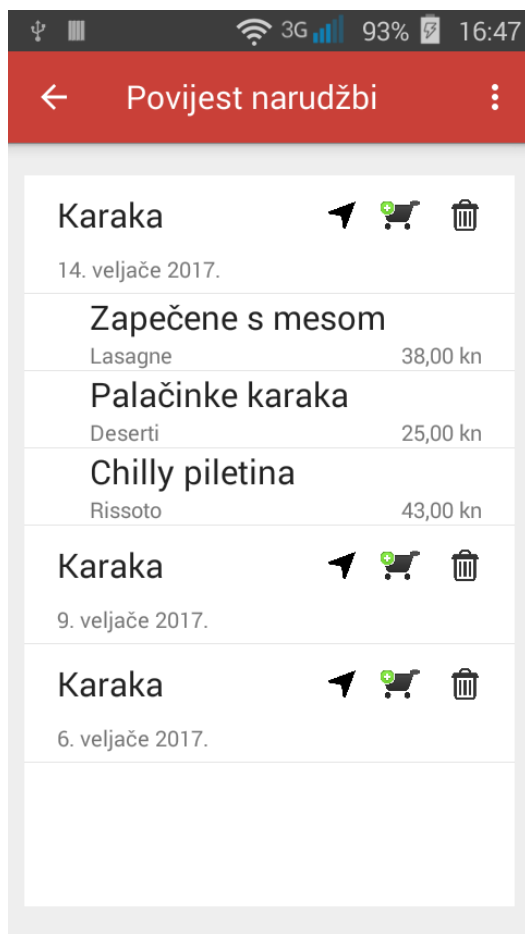 3G 93% 16:47
Povijest narudžbi
Karaka
14. veljače 2017.
Zapečene s mesom
Lasagne 38,00 kn
Palačinke karaka
Deserti 25,00 kn
Chilly piletina
Rissoto 43,00 kn
Karaka
9. veljače 2017.
Karaka
6. veljače 2017.